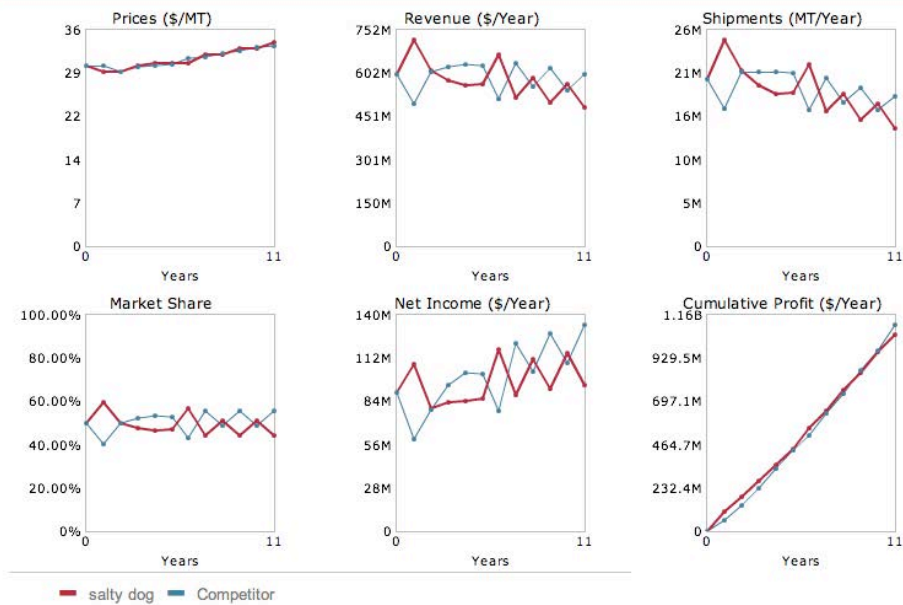 Prices ($/MT)
36
29
22
14
7
0
0
11
Years
Revenue ($/Year)
752M
602M
451M
301M
150M
0
0
11
Years
Shipments (MT/Year)
26M
21M
16M
10M
5M
0
0
11
Years
Market Share
100.00%
80.00%
60.00%
40.00%
20.00%
0%
0
11
Years
Net Income ($/Year)
140M
112M
84M
56M
28M
0
0
11
Years
Cumulative Profit ($/Year)
1.16B
929.5M
697.1M
464.7M
232.4M
0
0
11
Years
salty dog
Competitor